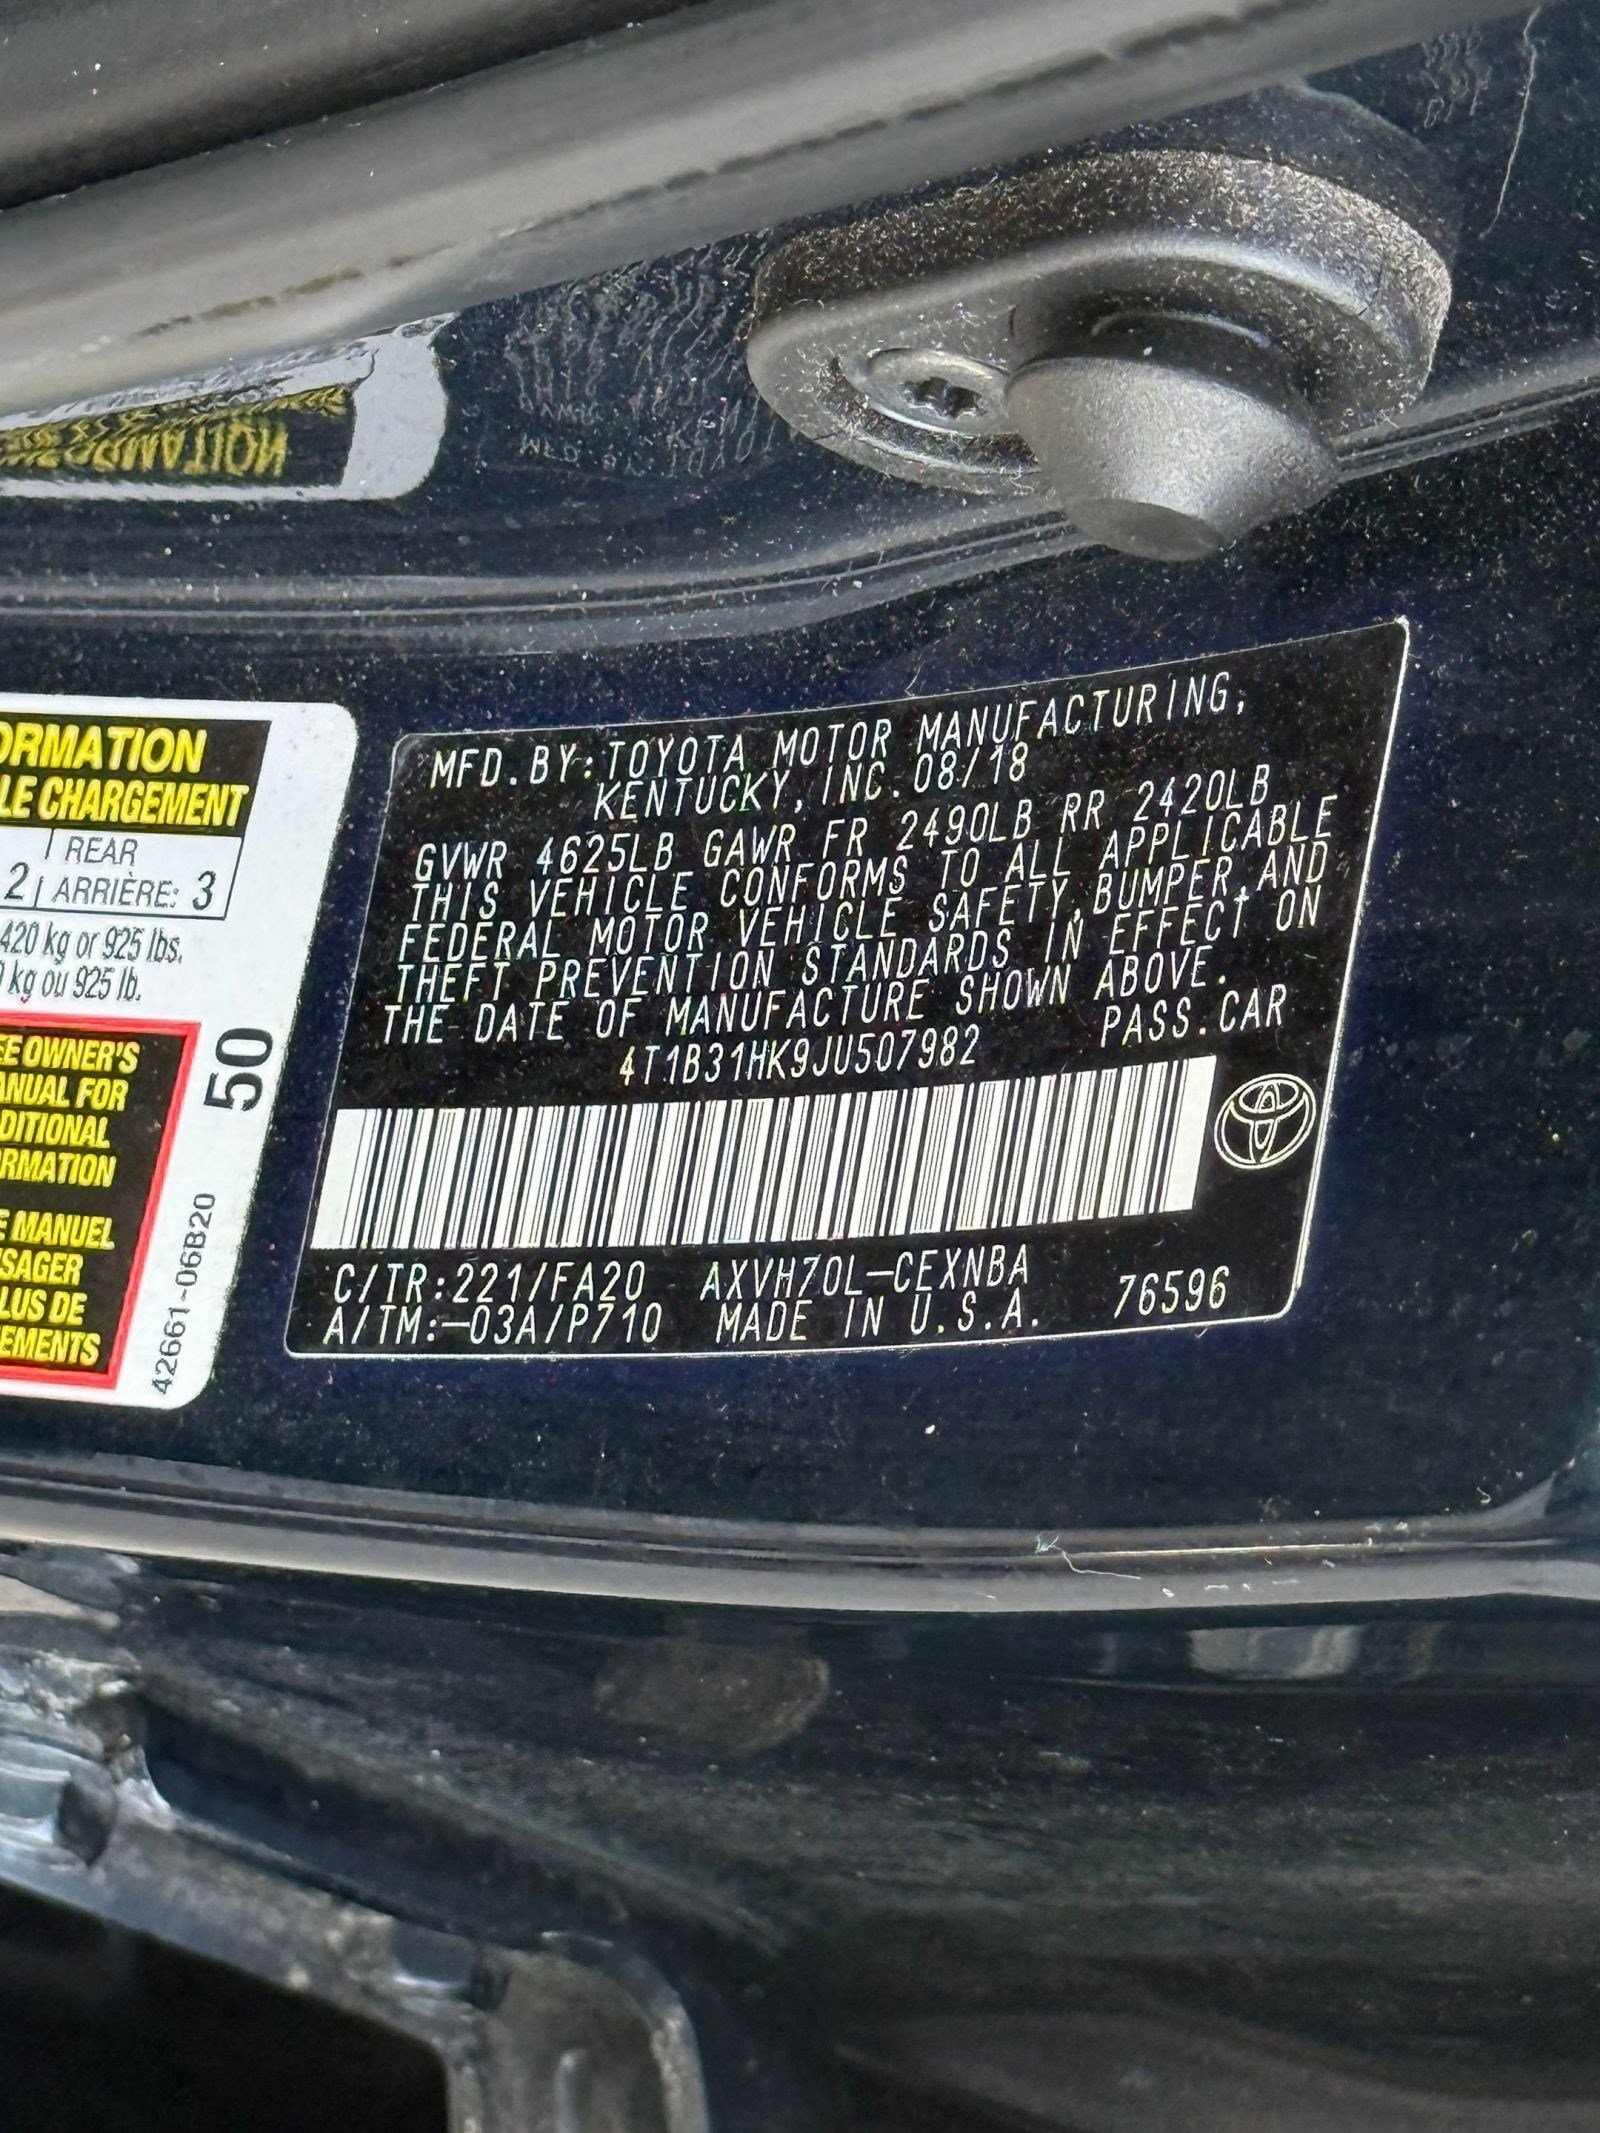 MFD.BY:TOYOTA MOTOR MANUFACTURING,
KENTUCKY, INC. 08/18
GVWR 4625LB GAWR FR 2490LB RR 2420LB
THIS VEHICLE CONFORMS TO ALL APPLICABLE
FEDERAL MOTOR VEHICLE SAFETY, BUMPER, AND
THEFT PREVENTION STANDARDS IN EFFECT ON
THE DATE OF MANUFACTURE SHOWN ABOVE.
4T1B31HK9JU507982 PASS.CAR
C/TR:221/FA20 AXVH70L-CEXNBA
A/TM:-03A/P710 MADE IN U.S.A. 76596
ORMATION
LE CHARGEMENT
2 REAR
ARRIÈRE: 3
420 kg or 925 lbs.
kg ou 925 lb.
EE OWNER'S
ANUAL FOR
DITIONAL
ORMATION
E MANUEL
SAGER
LUS DE
EMENTS
50
42661-06B20